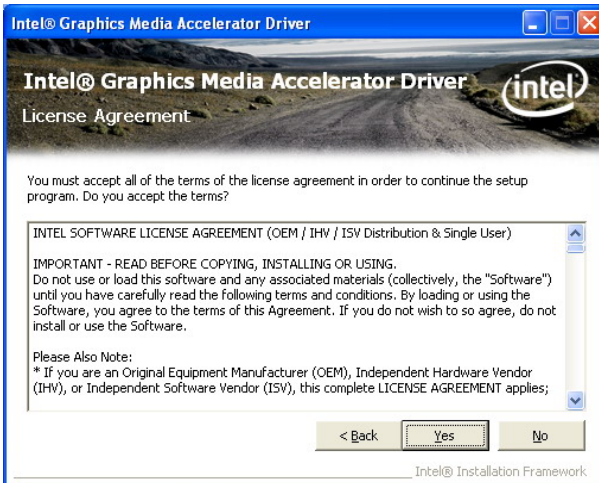 Intel® Graphics Media Accelerator Driver
Intel® Graphics Media Accelerator Driver
intel
License Agreement
You must accept all of the terms of the license agreement in order to continue the setup
program. Do you accept the terms?
INTEL SOFTWARE LICENSE AGREEMENT (OEM / IHV / ISV Distribution & Single User)
IMPORTANT - READ BEFORE COPYING, INSTALLING OR USING.
Do not use or load this software and any associated materials (collectively, the "Software")
until you have carefully read the following terms and conditions. By loading or using the
Software, you agree to the terms of this Agreement. If you do not wish to so agree, do not
install or use the Software.
Please Also Note:
* If you are an Original Equipment Manufacturer (OEM), Independent Hardware Vendor
(IHV), or Independent Software Vendor (ISV), this complete LICENSE AGREEMENT applies;
< Back Yes No
Intel® Installation Framework